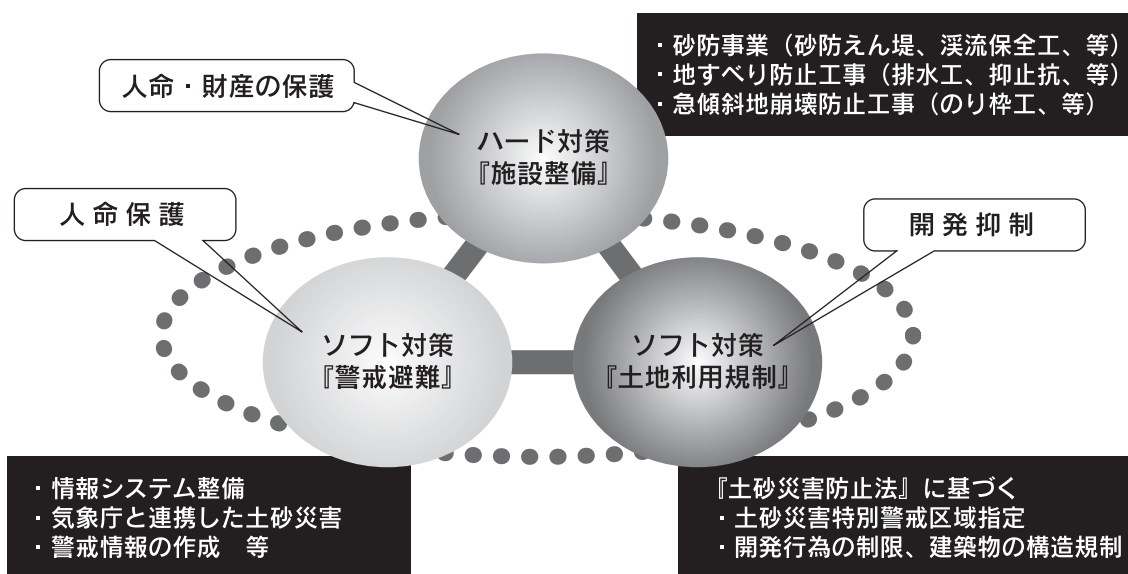 ・砂防事業（砂防えん堤、渓流保全工、等）
・地すべり防止工事（排水工、抑止抗、等）
・急傾斜地崩壊防止工事（のり枠工、等）
人命・財産の保護
ハード対策
『施設整備』
人命保護
開発抑制
ソフト対策
『警戒避難』
ソフト対策
『土地利用規制』
・情報システム整備
・気象庁と連携した土砂災害
・警戒情報の作成　等
『土砂災害防止法』に基づく
・土砂災害特別警戒区域指定
・開発行為の制限、建築物の構造規制